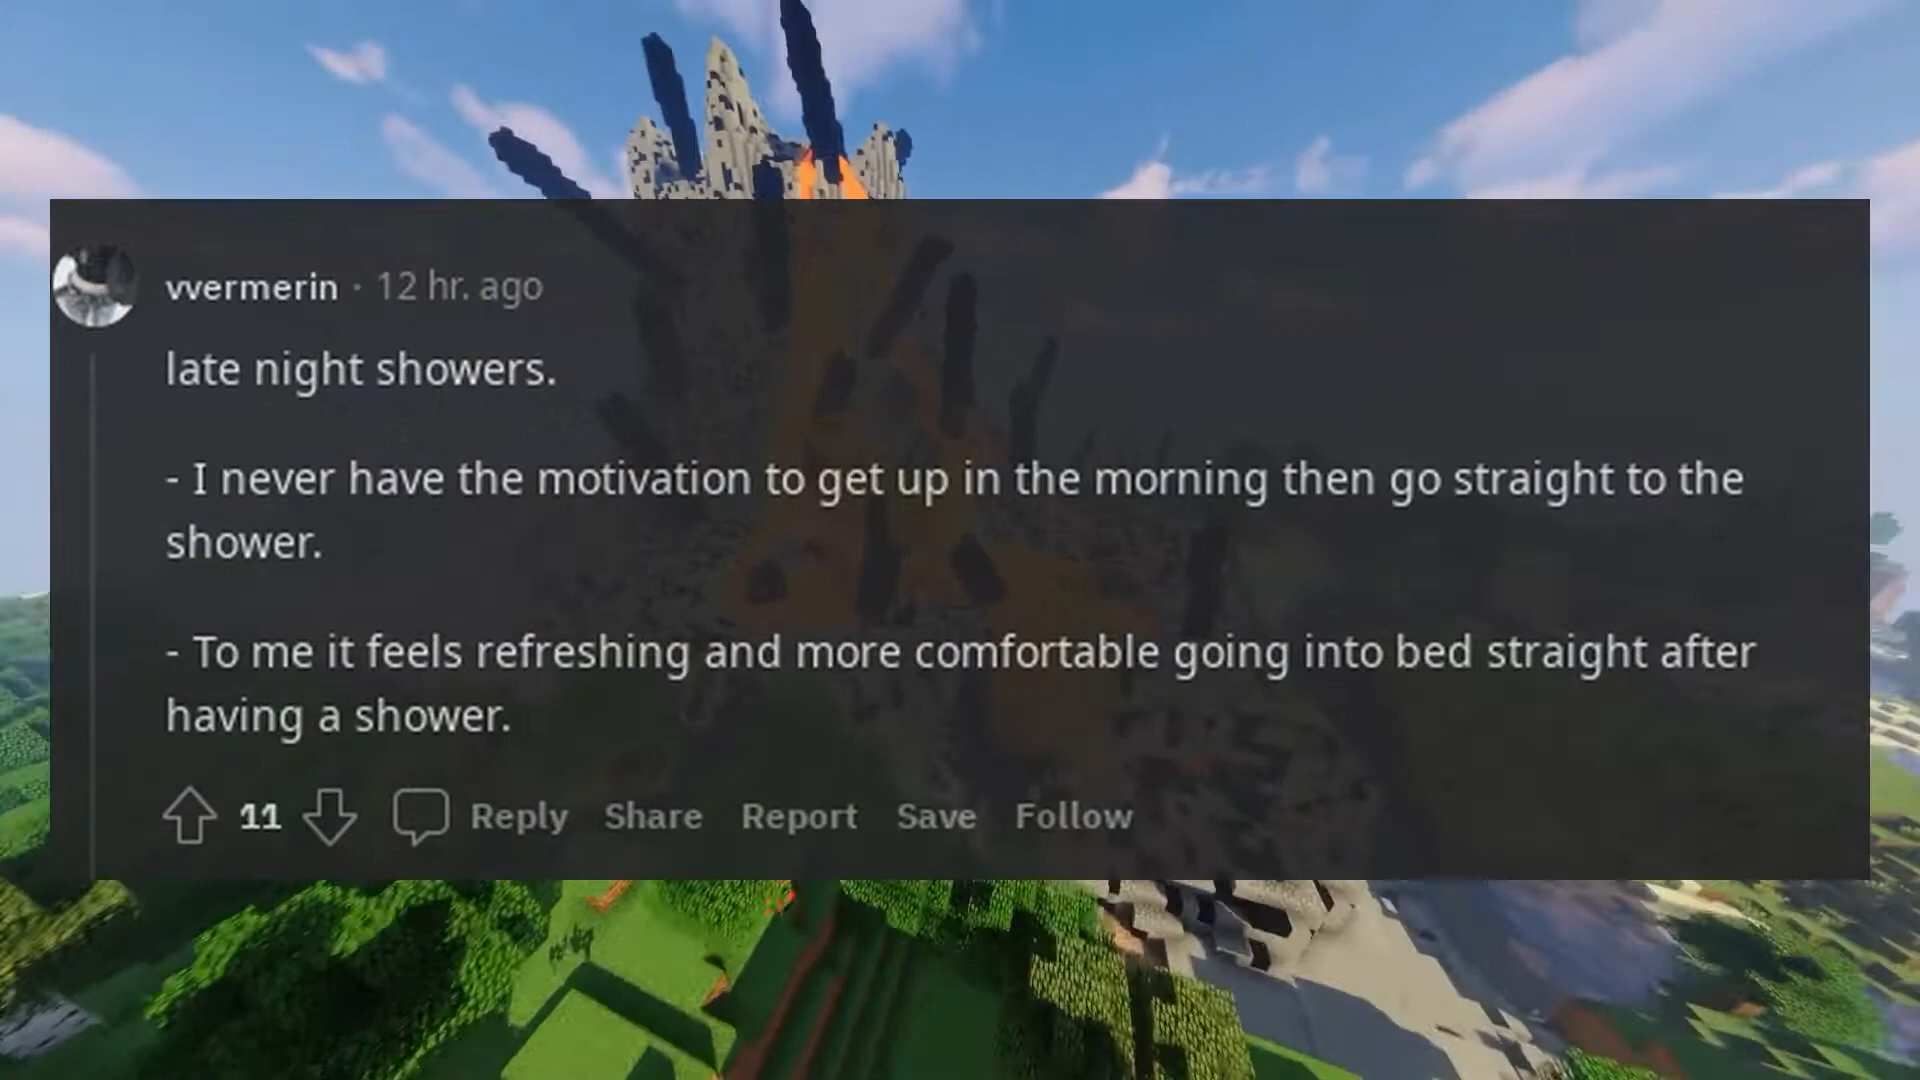 vvermerin · 12 hr. ago
late night showers.
- I never have the motivation to get up in the morning then go straight to the
shower.
- To me it feels refreshing and more comfortable going into bed straight after
having a shower.
11 Reply Share Report Save Follow